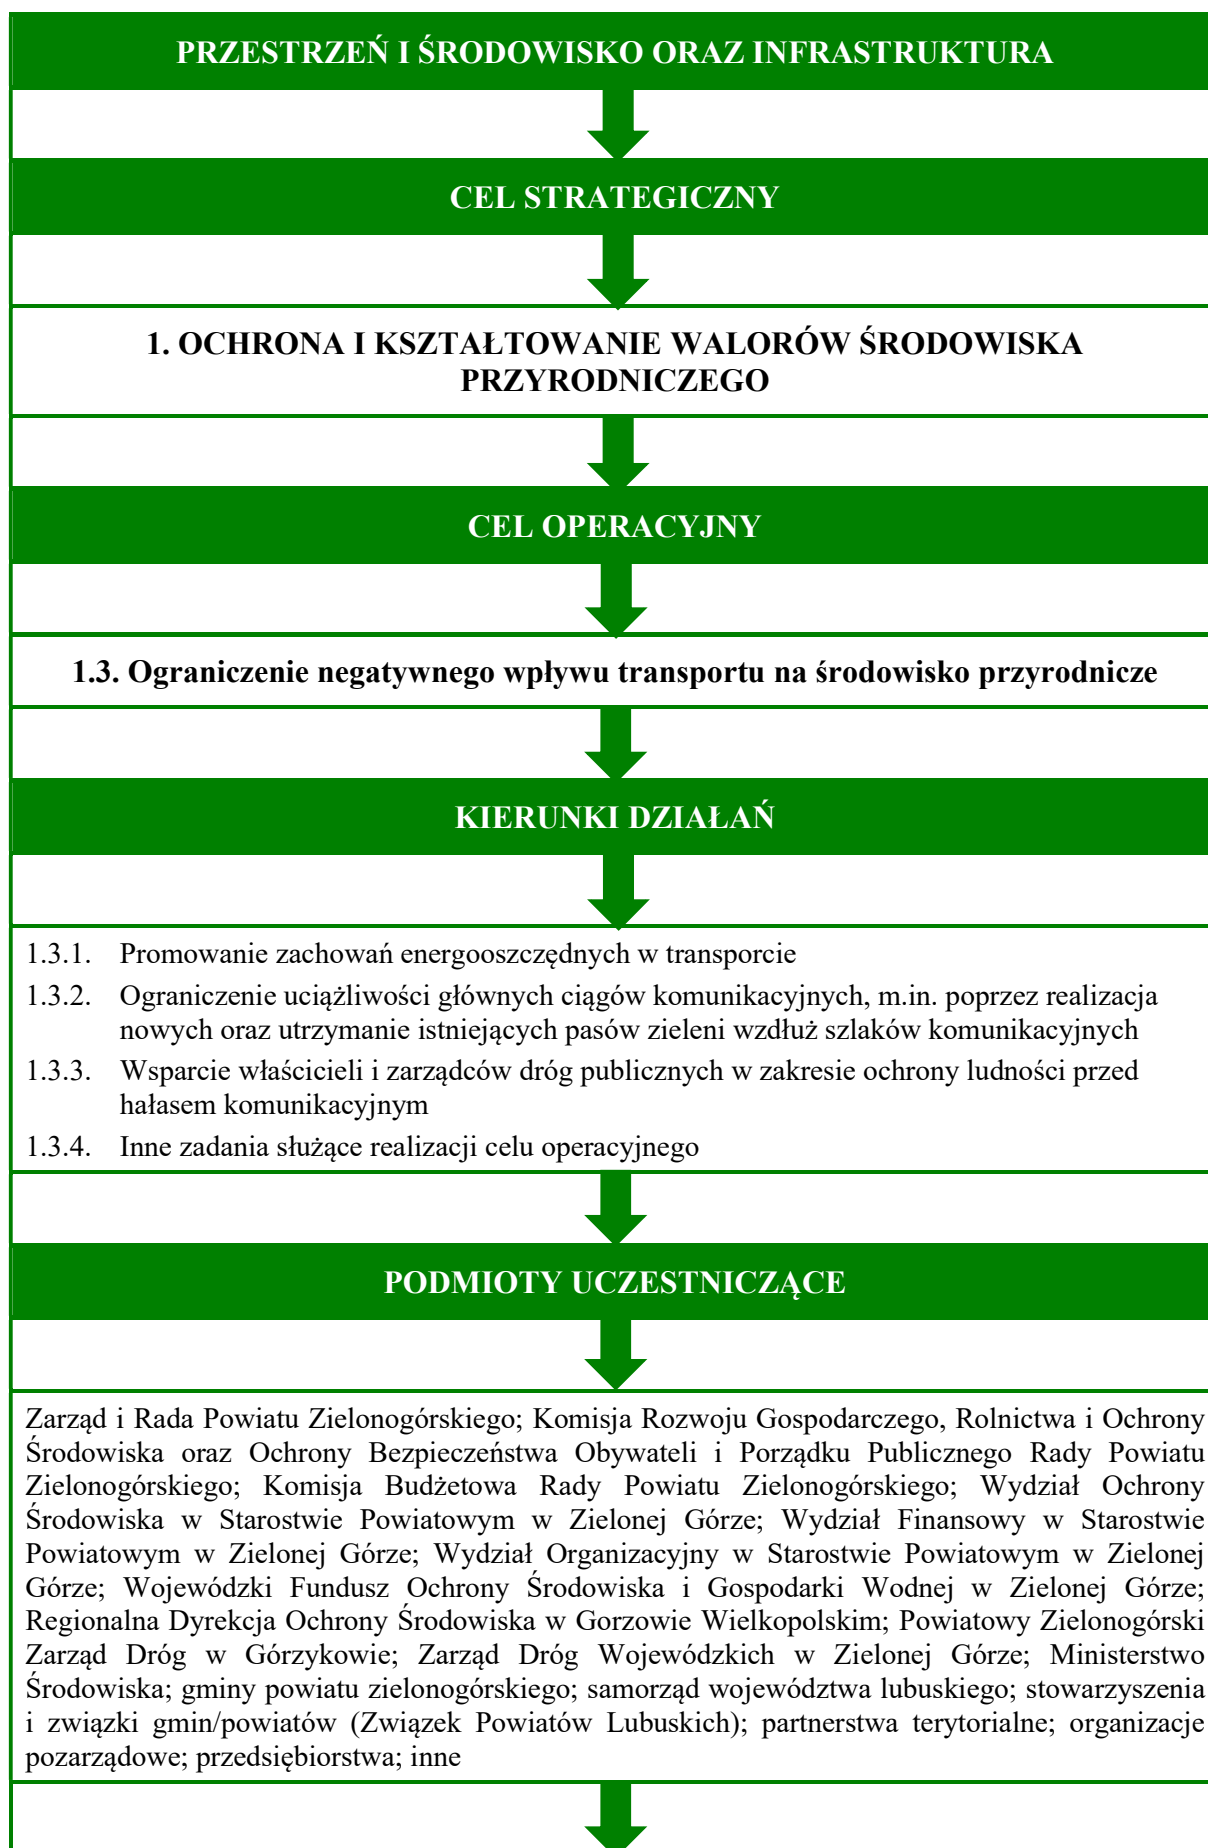 PRZESTRZEŃ I ŚRODOWISKO ORAZ INFRASTRUKTURA
CEL STRATEGICZNY
1. OCHRONA I KSZTAŁTOWANIE WALORÓW ŚRODOWISKA
PRZYRODNICZEGO
CEL OPERACYJNY
1.3. Ograniczenie negatywnego wpływu transportu na środowisko przyrodnicze
KIERUNKI DZIAŁAŃ
1.3.1. Promowanie zachowań energooszczędnych w transporcie
1.3.2. Ograniczenie uciążliwości głównych ciągów komunikacyjnych, m.in. poprzez realizacja
nowych oraz utrzymanie istniejących pasów zieleni wzdłuż szlaków komunikacyjnych
1.3.3. Wsparcie właścicieli i zarządców dróg publicznych w zakresie ochrony ludności przed
hałasem komunikacyjnym
1.3.4. Inne zadania służące realizacji celu operacyjnego
PODMIOTY UCZESTNICZĄCE
Zarząd i Rada Powiatu Zielonogórskiego; Komisja Rozwoju Gospodarczego, Rolnictwa i Ochrony
Środowiska oraz Ochrony Bezpieczeństwa Obywateli i Porządku Publicznego Rady Powiatu
Zielonogórskiego; Komisja Budżetowa Rady Powiatu Zielonogórskiego; Wydział Ochrony
Środowiska w Starostwie Powiatowym w Zielonej Górze; Wydział Finansowy w Starostwie
Powiatowym w Zielonej Górze; Wydział Organizacyjny w Starostwie Powiatowym w Zielonej
Górze; Wojewódzki Fundusz Ochrony Środowiska i Gospodarki Wodnej w Zielonej Górze;
Regionalna Dyrekcja Ochrony Środowiska w Gorzowie Wielkopolskim; Powiatowy Zielonogórski
Zarząd Dróg w Górzykowie; Zarząd Dróg Wojewódzkich w Zielonej Górze; Ministerstwo
Środowiska; gminy powiatu zielonogórskiego; samorząd województwa lubuskiego; stowarzyszenia
i związki gmin/powiatów (Związek Powiatów Lubuskich); partnerstwa terytorialne; organizacje
pozarządowe; przedsiębiorstwa; inne